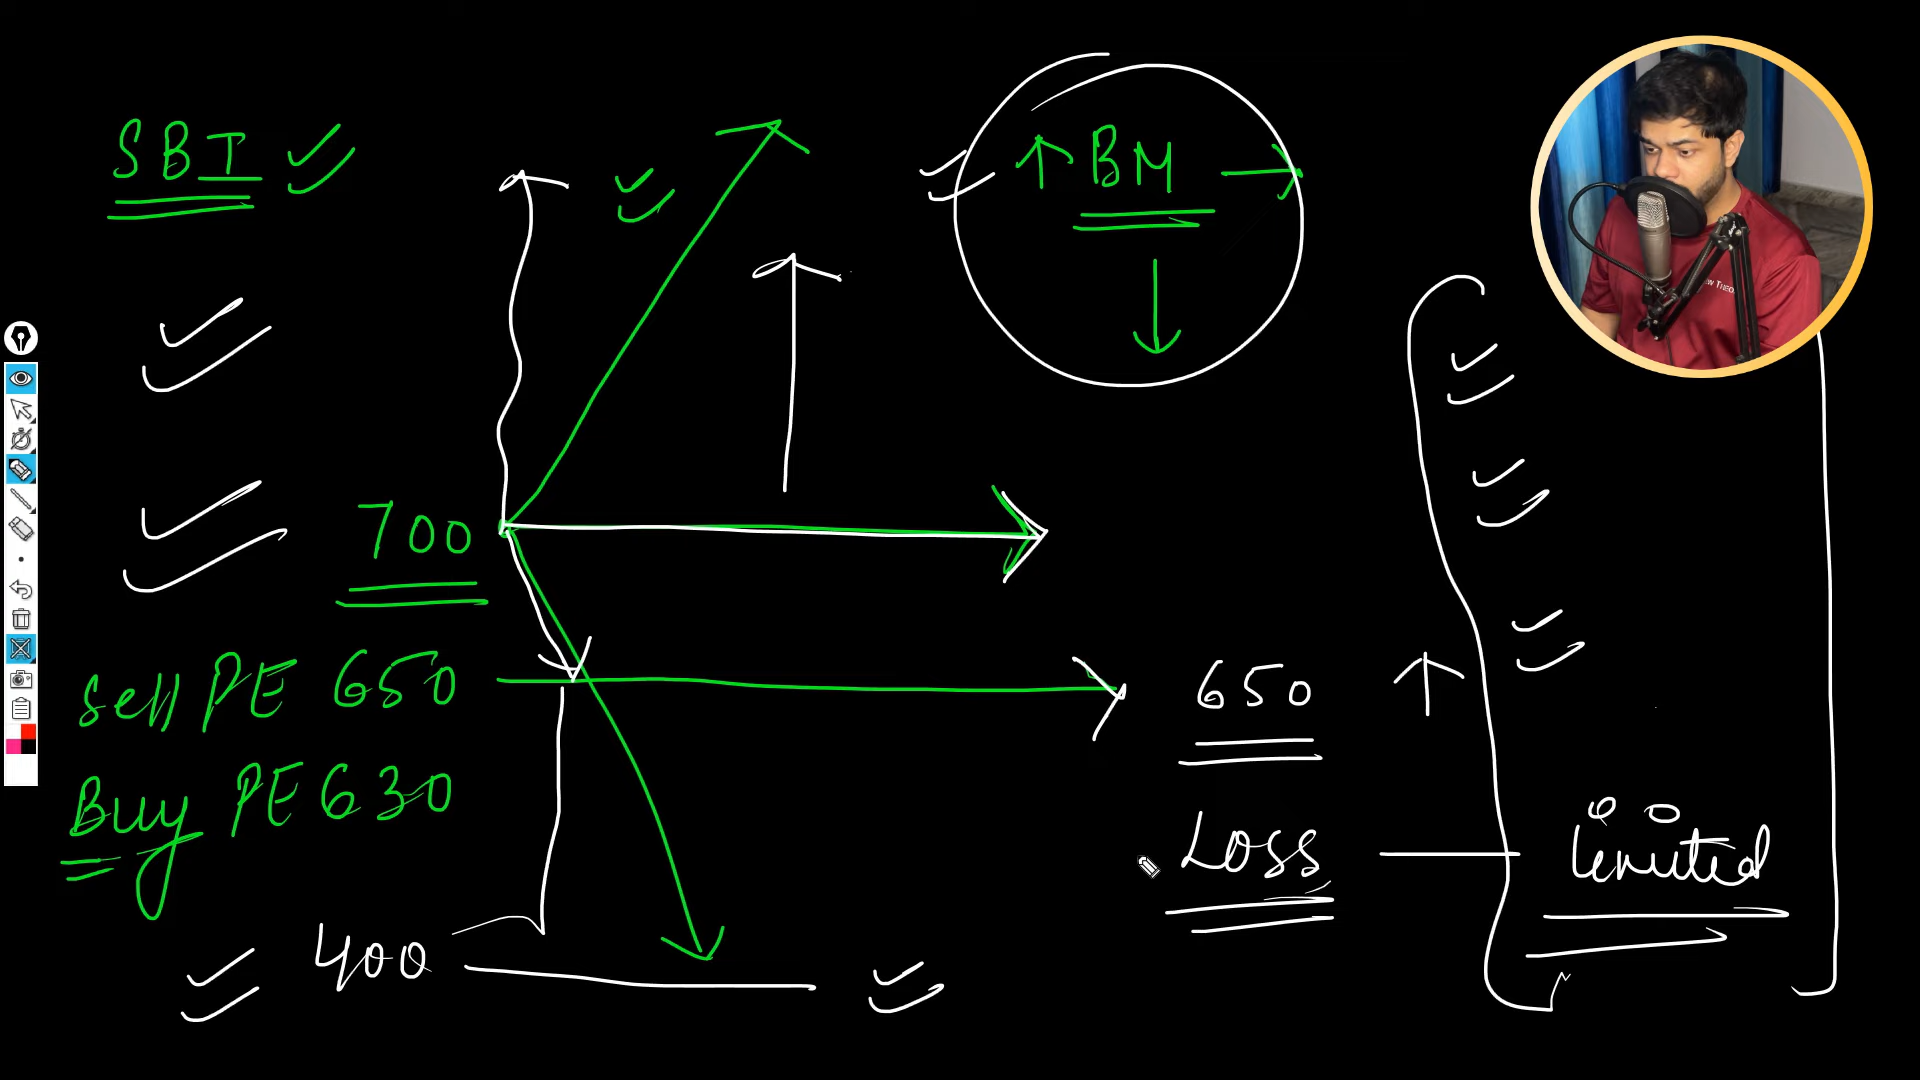 SBI
BM
700
Sell PE 650
650
Buy PE 630
Loss
limited
400